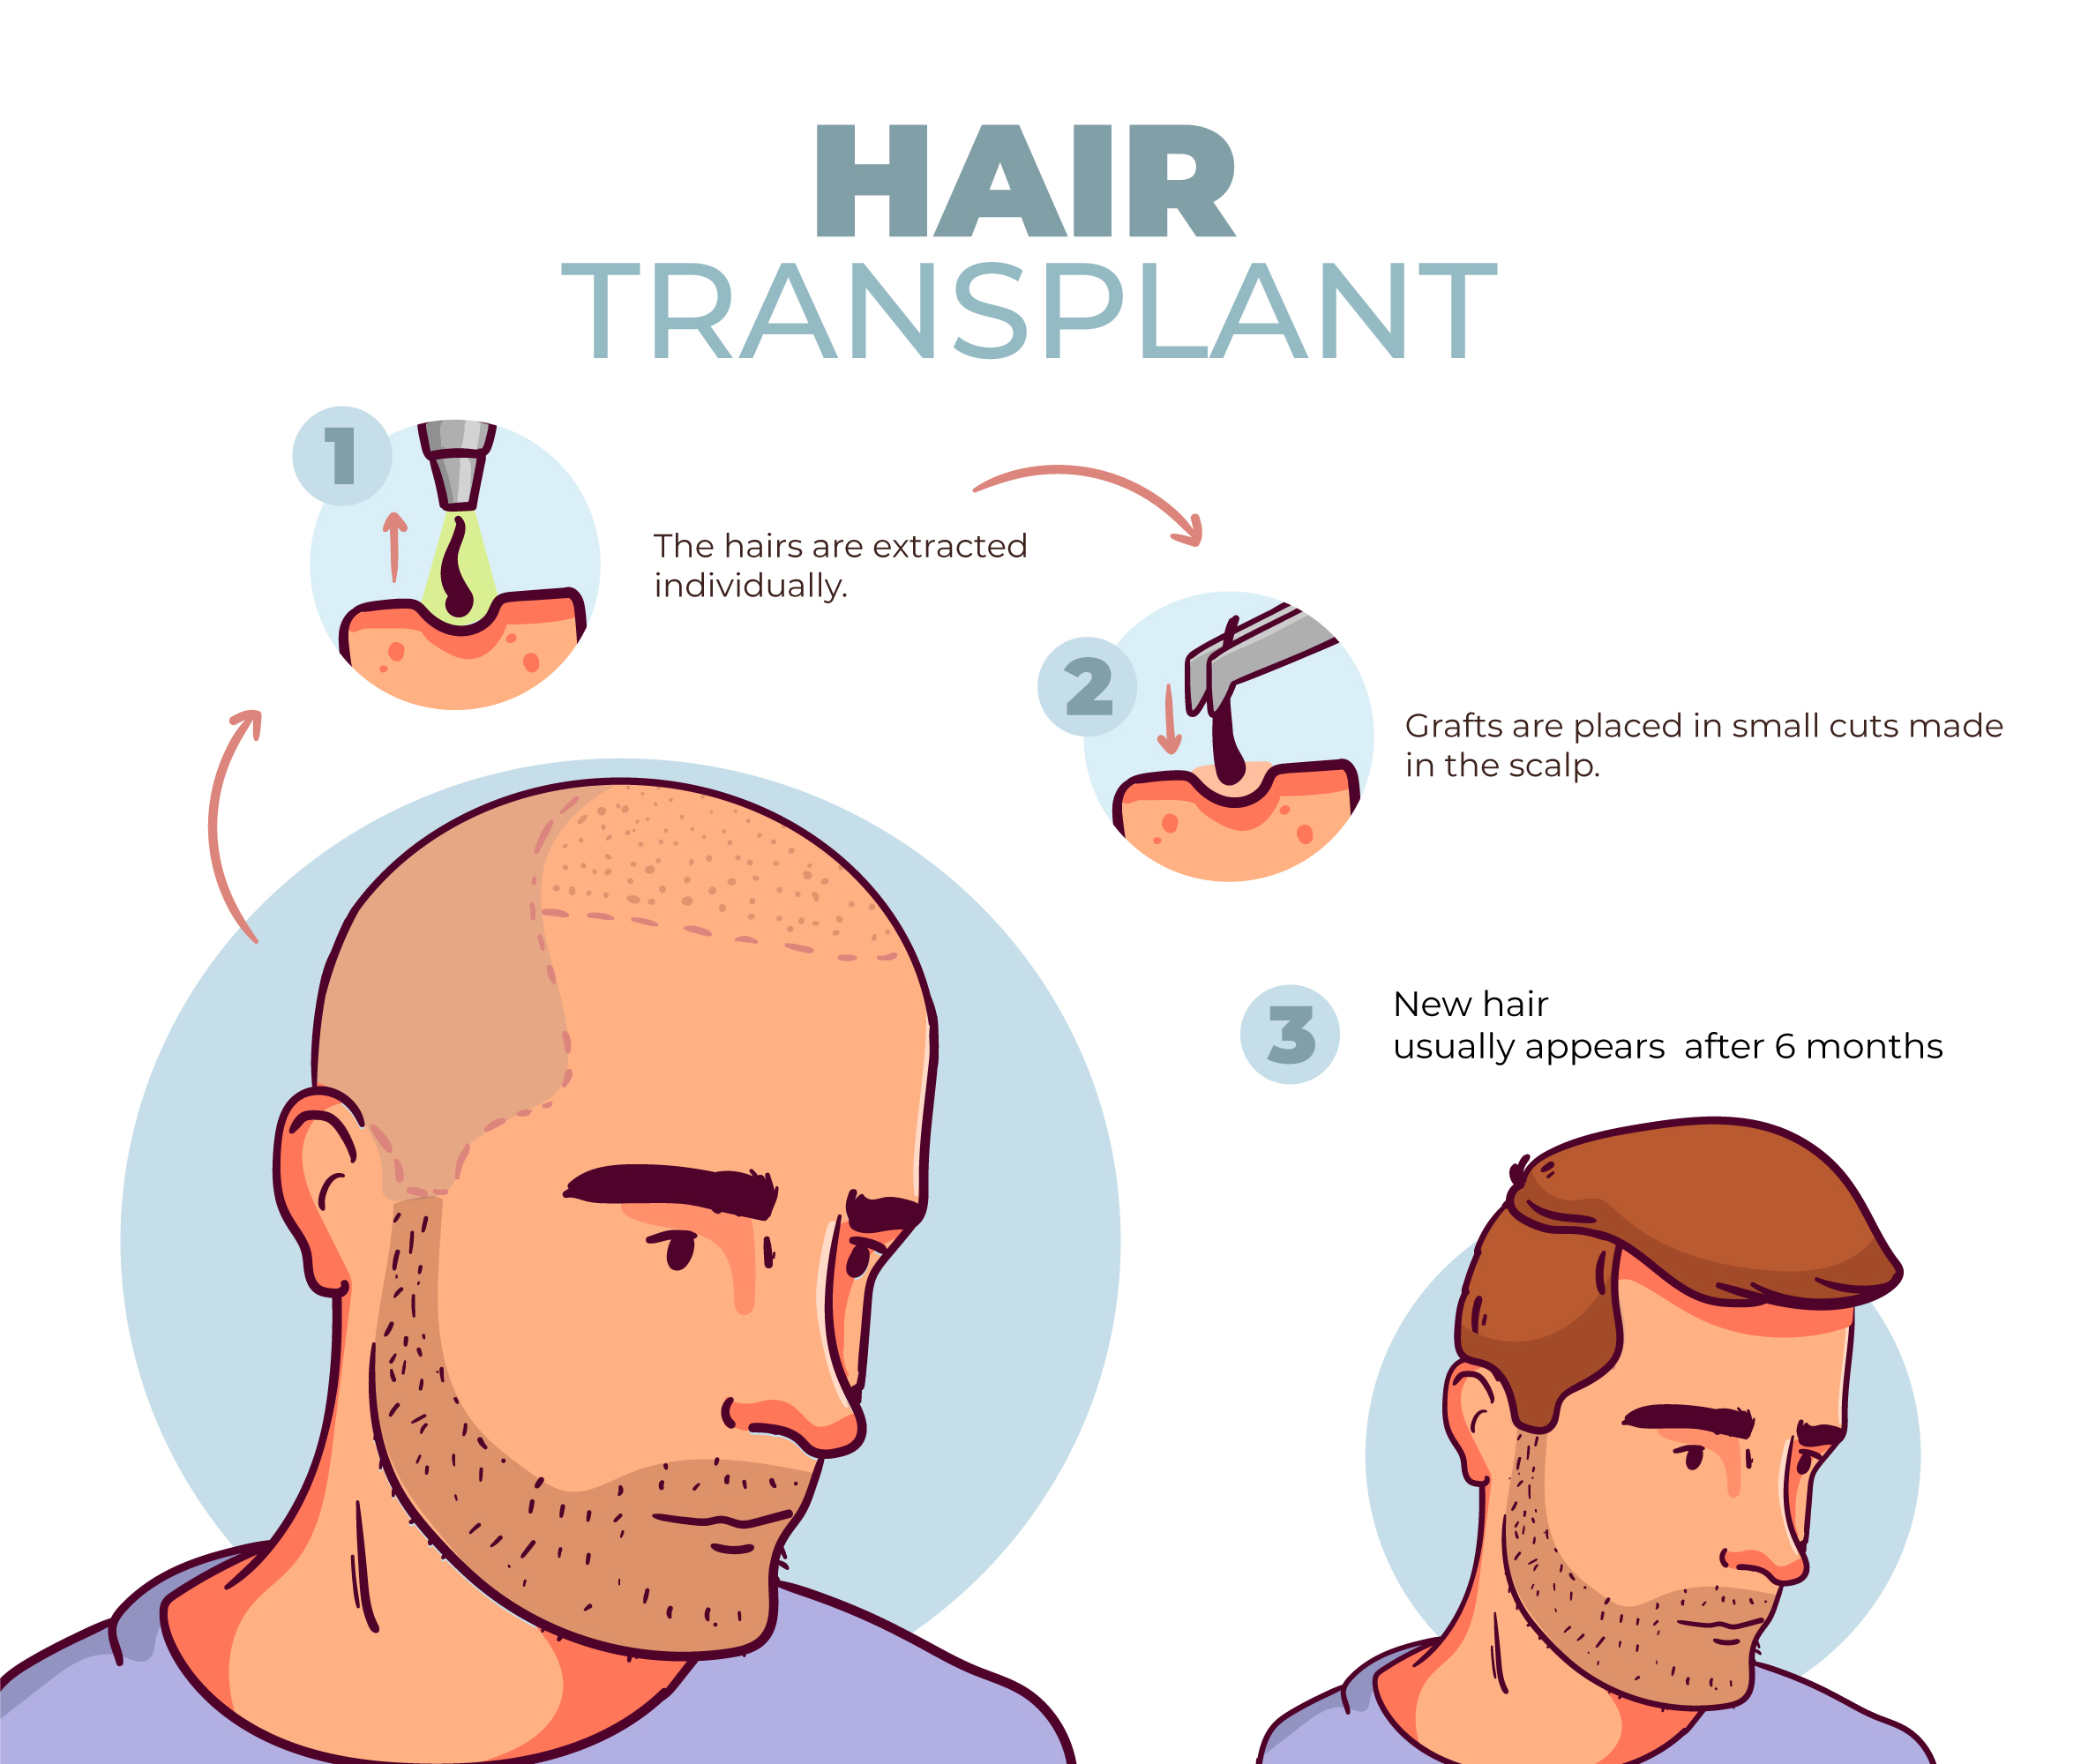 HAIR
TRANSPLANT
1
The hairs are extracted
individually.
2
Grafts are placed in small cuts made
in the scalp.
3
New hair
usually appears  after 6 months